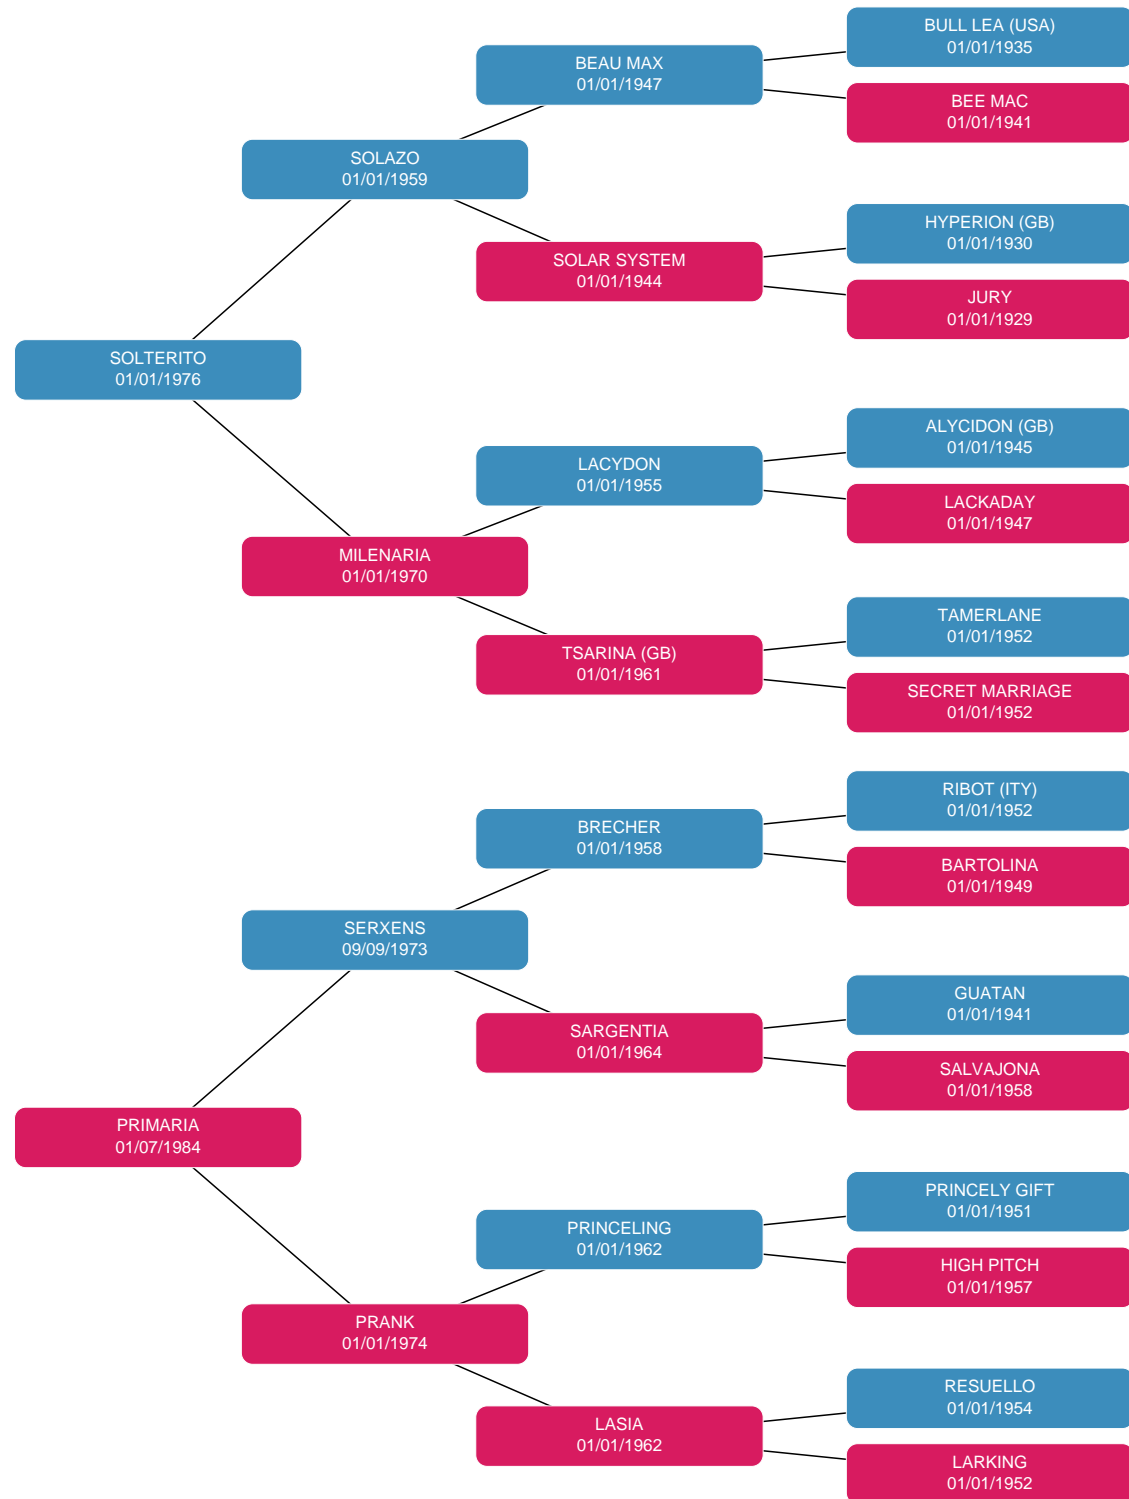 BULL LEA (USA)
01/01/1935
BEAU MAX
01/01/1947
BEE MAC
01/01/1941
SOLAZO
01/01/1959
HYPERION (GB)
01/01/1930
SOLAR SYSTEM
01/01/1944
JURY
01/01/1929
SOLTERITO
01/01/1976
ALYCIDON (GB)
01/01/1945
LACYDON
01/01/1955
LACKADAY
01/01/1947
MILENARIA
01/01/1970
TAMERLANE
01/01/1952
TSARINA (GB)
01/01/1961
SECRET MARRIAGE
01/01/1952
RIBOT (ITY)
01/01/1952
BRECHER
01/01/1958
BARTOLINA
01/01/1949
SERXENS
09/09/1973
GUATAN
01/01/1941
SARGENTIA
01/01/1964
SALVAJONA
01/01/1958
PRIMARIA
01/07/1984
PRINCELY GIFT
01/01/1951
PRINCELING
01/01/1962
HIGH PITCH
01/01/1957
PRANK
01/01/1974
RESUELLO
01/01/1954
LASIA
01/01/1962
LARKING
01/01/1952